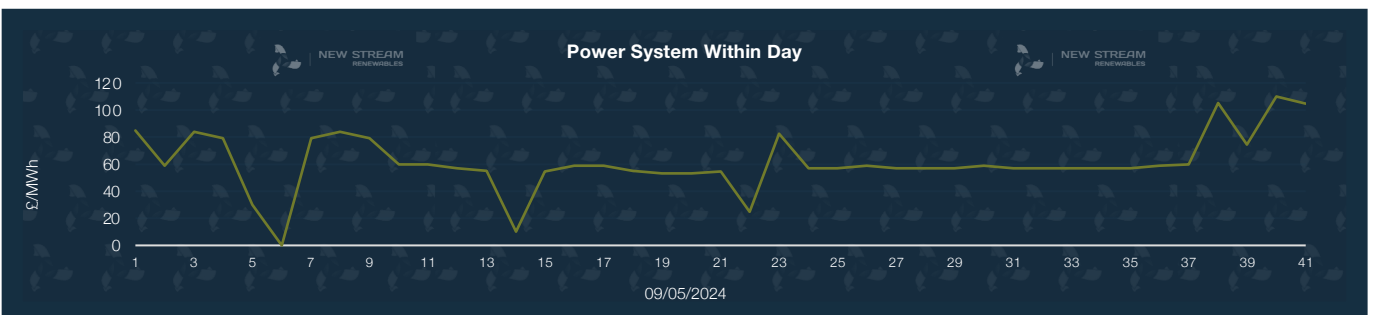 Power System Within Day
NEW STREAM
RENEWABLES
NEW STREAM
RENEWABLES
120
100
80
60
40
20
0
£/MWh
1 3 5 7 9 11 13 15 17 19 21 23 25 27 29 31 33 35 37 39 41
09/05/2024